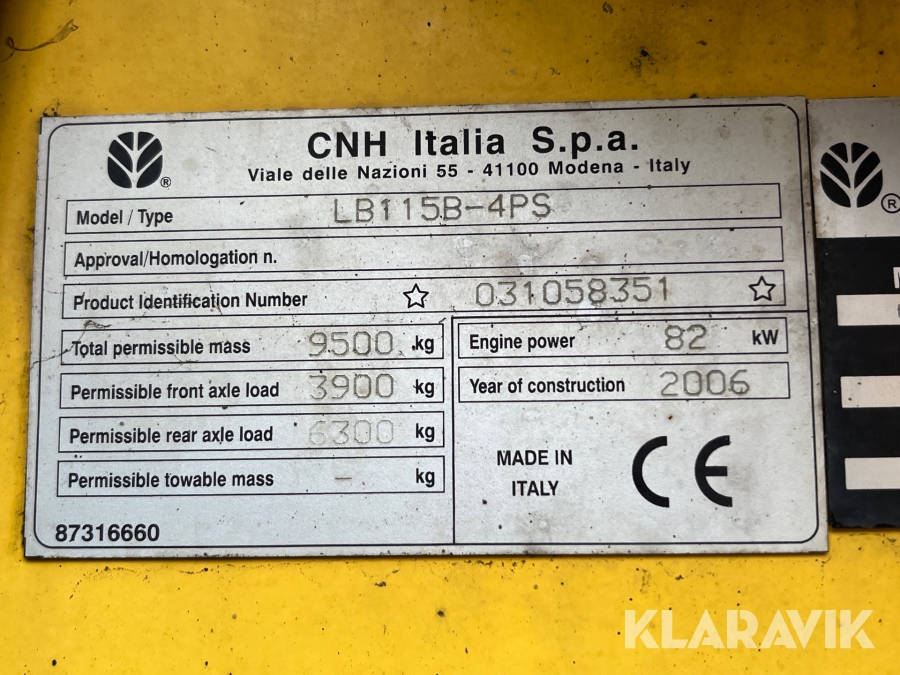 CNH Italia S.p.a.
Viale delle Nazioni 55 - 41100 Modena - Italy
®
®
Model / Type LB115B-4PS
Approval/Homologation n.
Product Identification Number ☆ 031058351 ☆
Total permissible mass 9500 kg
Engine power 82 kW
Permissible front axle load 3900 kg
Year of construction 2006
Permissible rear axle load 6300 kg
Permissible towable mass - kg
MADE IN
ITALY
CE
87316660
KLARAVIK